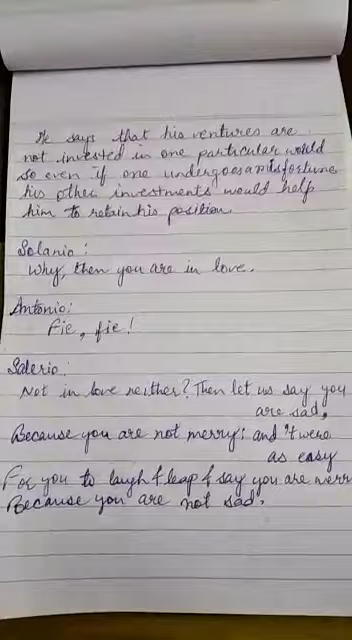 He says that his ventures are
not invested in one particular would
so even if one undergoes a misfortune
his other investments would help
him to retain his position.
Solanio:
Why, then you are in love.
Antonio:
Fie, fie!
Salerio:
Not in love neither? Then let us say you
are sad,
Because you are not merry: and 't were
as easy
For you to laugh & leap & say you are merr
Because you are not sad.